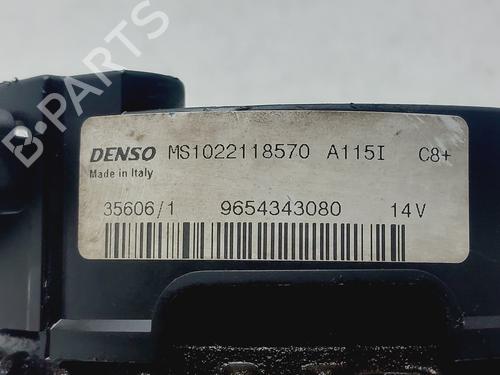 DENSO MS1022118570 A115I C8+
Made in Italy
35606/1 9654343080 14V
B-PARTS